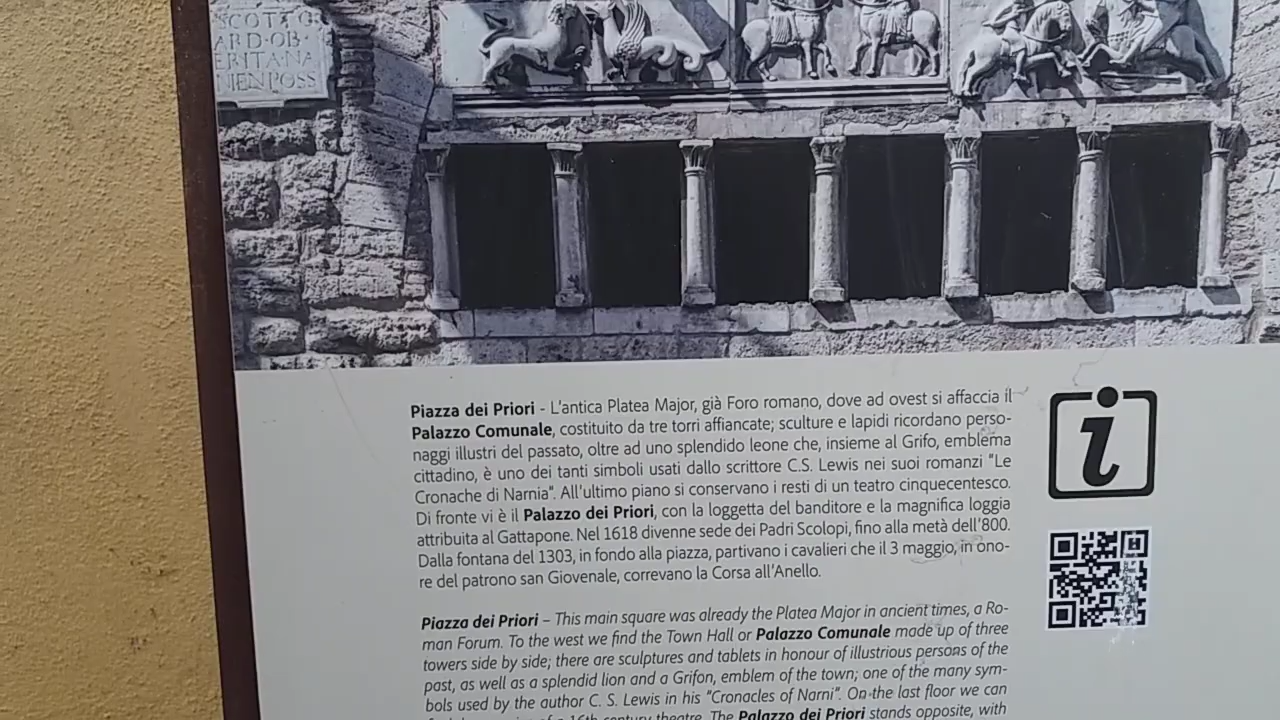 SCOTTO
ARD·OB·
ERITA·NA
MEN POSS
Piazza dei Priori - L'antica Platea Major, già Foro romano, dove ad ovest si affaccia il
Palazzo Comunale, costituito da tre torri affiancate; sculture e lapidi ricordano perso-
naggi illustri del passato, oltre ad uno splendido leone che, insieme al Grifo, emblema
cittadino, è uno dei tanti simboli usati dallo scrittore C.S. Lewis nei suoi romanzi "Le
Cronache di Narnia". All'ultimo piano si conservano i resti di un teatro cinquecentesco.
Di fronte vi è il Palazzo dei Priori, con la loggetta del banditore e la magnifica loggia
attribuita al Gattapone. Nel 1618 divenne sede dei Padri Scolopi, fino alla metà dell'800.
Dalla fontana del 1303, in fondo alla piazza, partivano i cavalieri che il 3 maggio, in ono-
re del patrono san Giovenale, correvano la Corsa all'Anello.
i
Piazza dei Priori – This main square was already the Platea Major in ancient times, a Ro-
man Forum. To the west we find the Town Hall or Palazzo Comunale made up of three
towers side by side; there are sculptures and tablets in honour of illustrious persons of the
past, as well as a splendid lion and a Grifon, emblem of the town; one of the many sym-
bols used by the author C. S. Lewis in his "Cronacles of Narni". On the last floor we can
of a 16th century theatre. The Palazzo dei Priori stands opposite, with